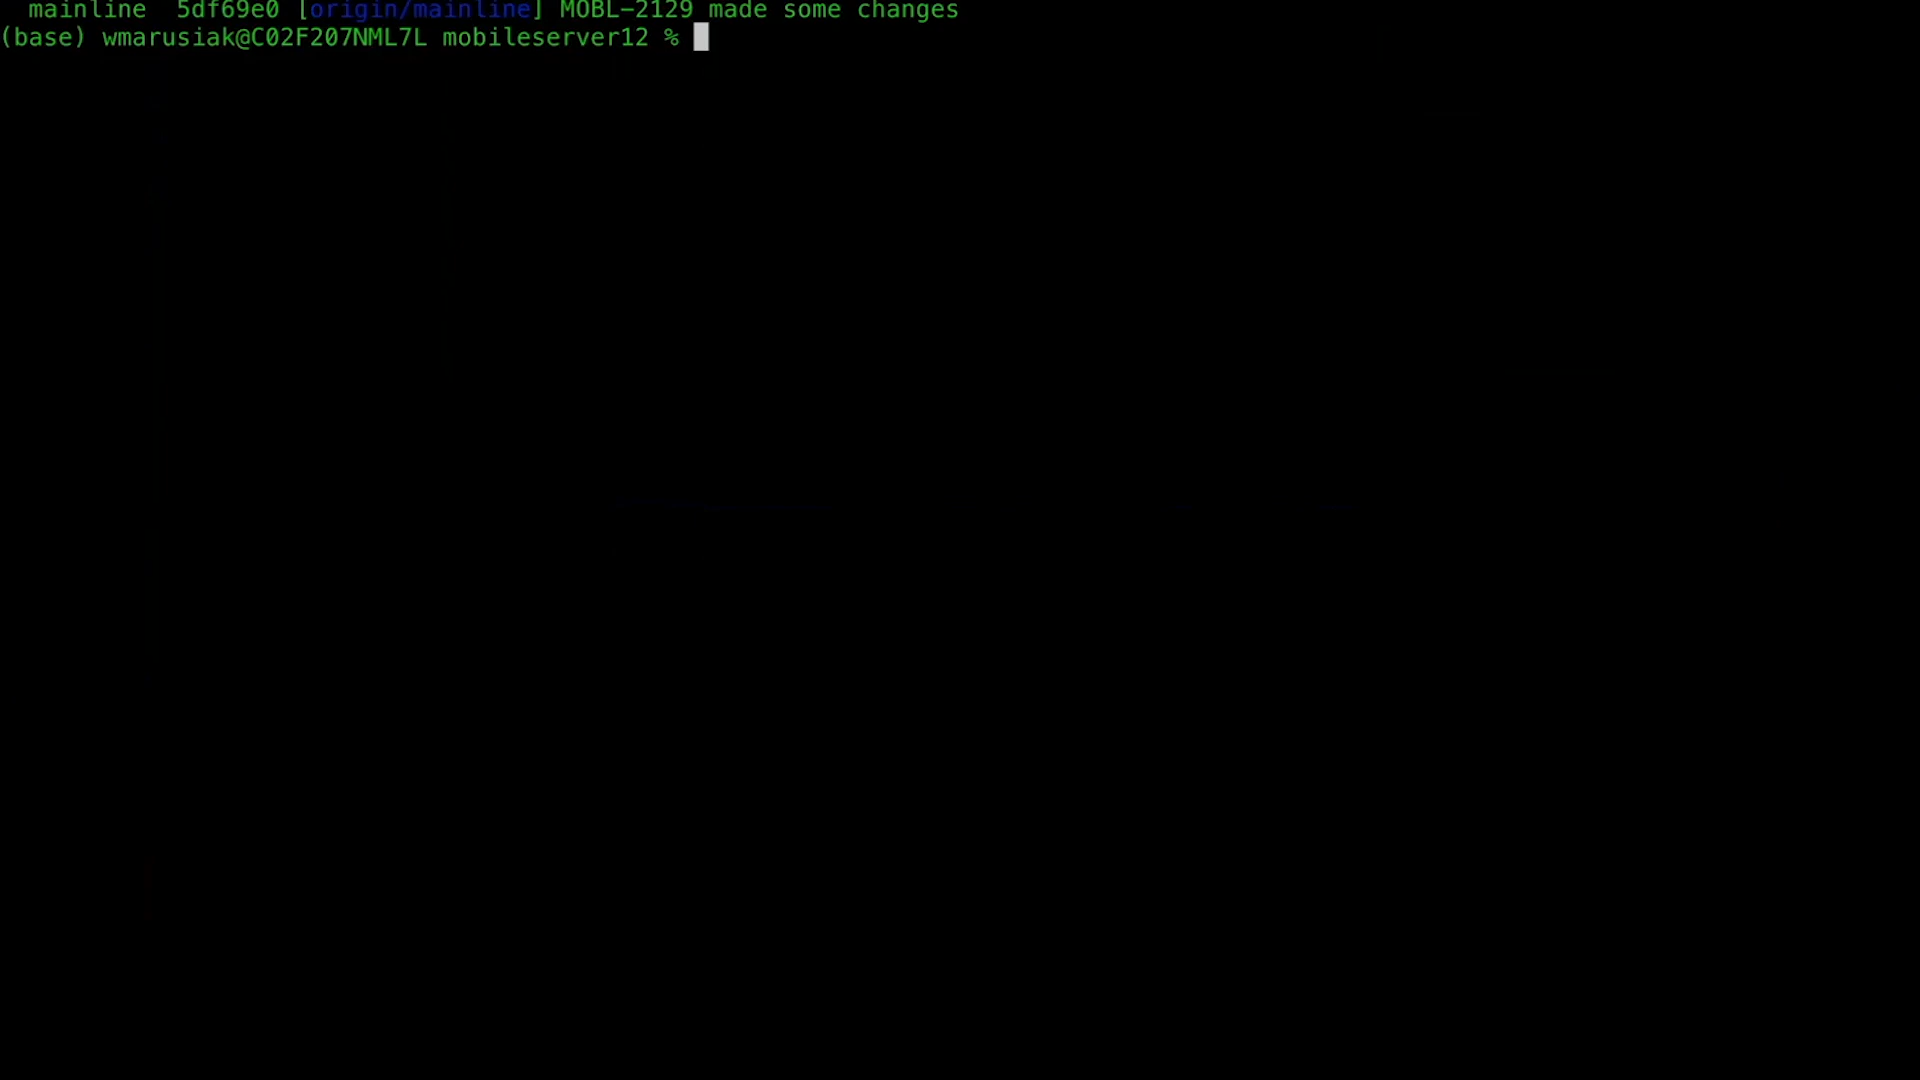 mainline  5df69e0 [origin/mainline] MOBL-2129 made some changes
(base) wmarusiak@C02F207NML7L mobileserver12 %